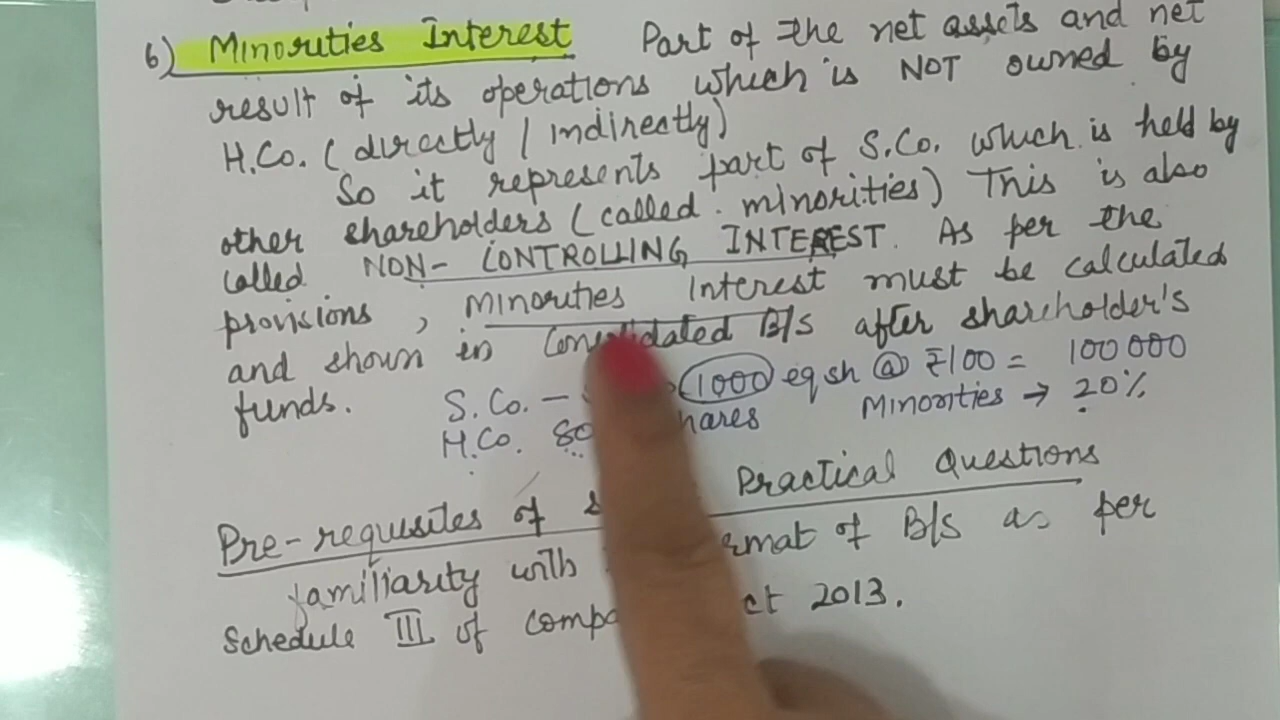 6) Minorities Interest Part of the net assets and net
result of its operations which is NOT owned by
H.Co. (directly / indirectly)
So it represents part of S.Co. which is held by
other shareholders (called minorities) This is also
called NON-CONTROLLING INTEREST. As per the
provisions, Minorities Interest must be calculated
and shown in Consolidated B/S after shareholder's
funds.
S.Co. - 1000 eq sh @ ₹100 = 100000
H.Co. 80 Minorities → 20%
Pre-requisites of Practical Questions
familiarity with of B/S as per
Schedule III of 2013.